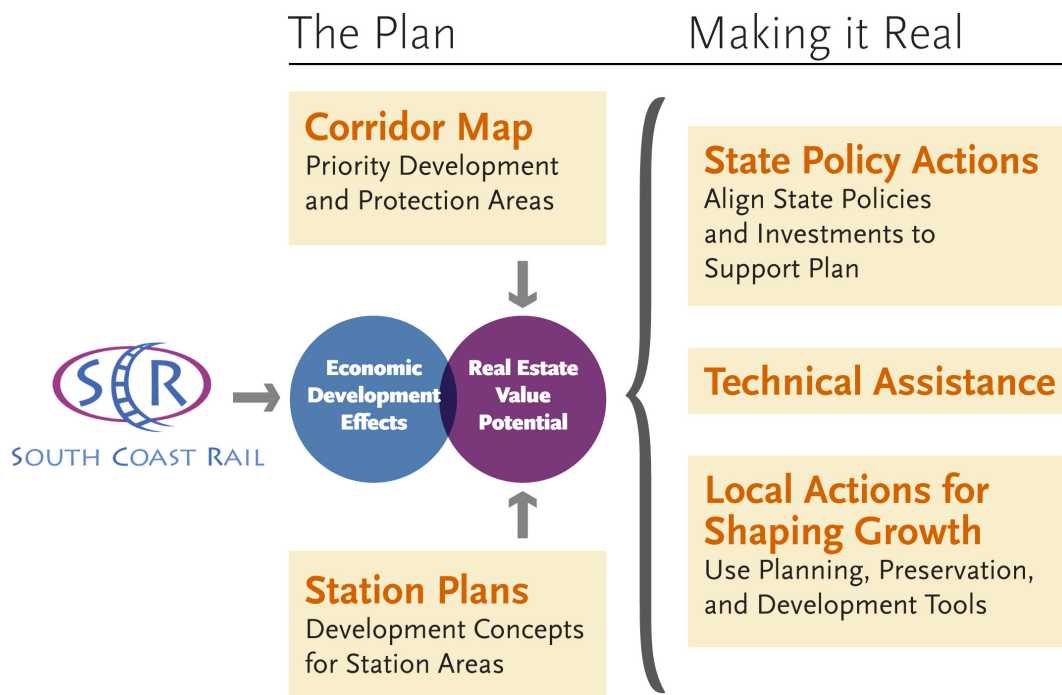 The Plan
Making it Real
Corridor Map
Priority Development
and Protection Areas
State Policy Actions
Align State Policies
and Investments to
Support Plan
SCR
SOUTH COAST RAIL
Economic
Development
Effects
Real Estate
Value
Potential
Technical Assistance
Station Plans
Development Concepts
for Station Areas
Local Actions for
Shaping Growth
Use Planning, Preservation,
and Development Tools